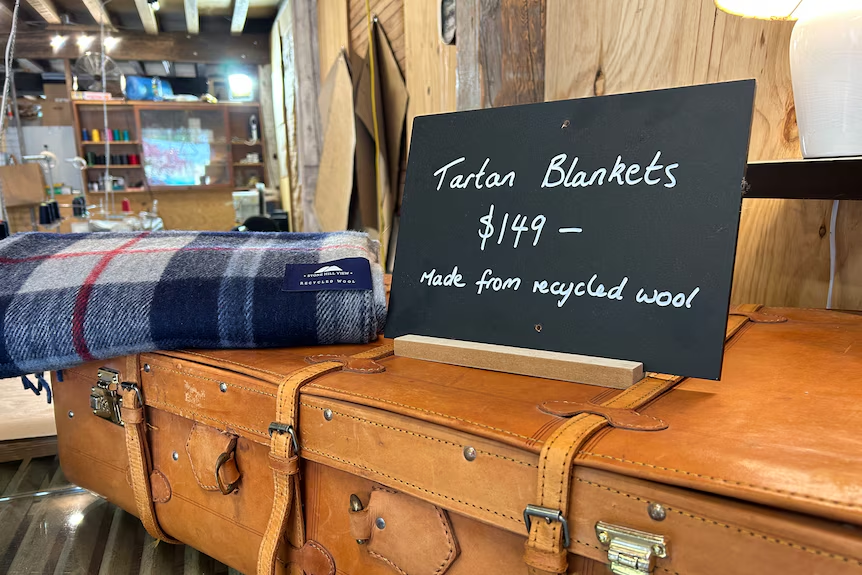 Tartan Blankets
$149 –
Made from recycled wool
STONE HILL VIEW
RECYCLED WOOL